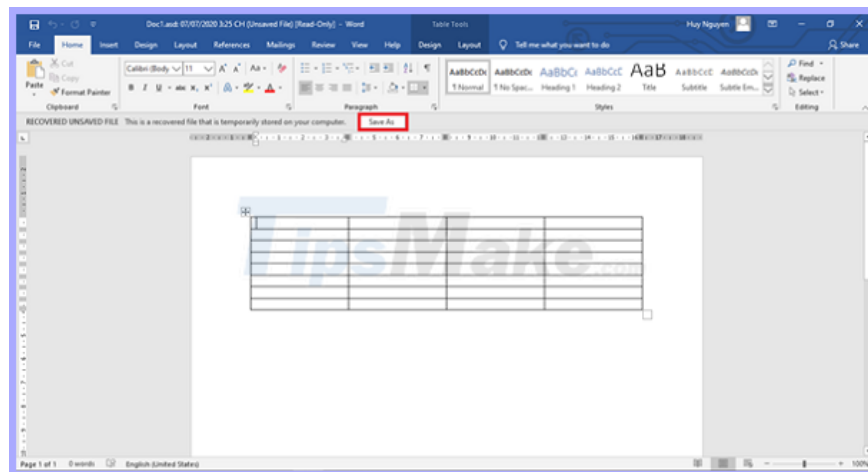 Doc1.asd: 07/07/2020 3:25 CH (Unsaved File) [Read-Only] - Word
Table Tools
Huy Nguyen
File Home Insert Design Layout References Mailings Review View Help Design Layout Tell me what you want to do Share
Paste
Cut
Copy
Format Painter
Calibri (Body 11
AaBbCcDc AaBbCcDc AaBbCc AaBbCcC AaB AaBbCcC AaBbCcDc
¶ Normal ¶ No Spac... Heading 1 Heading 2 Title Subtitle Subtle Em...
Find
Replace
Select
Clipboard Font Paragraph Styles Editing
RECOVERED UNSAVED FILE This is a recovered file that is temporarily stored on your computer. Save As
TipsMake.com
Page 1 of 1 0 words English (United States) 100%